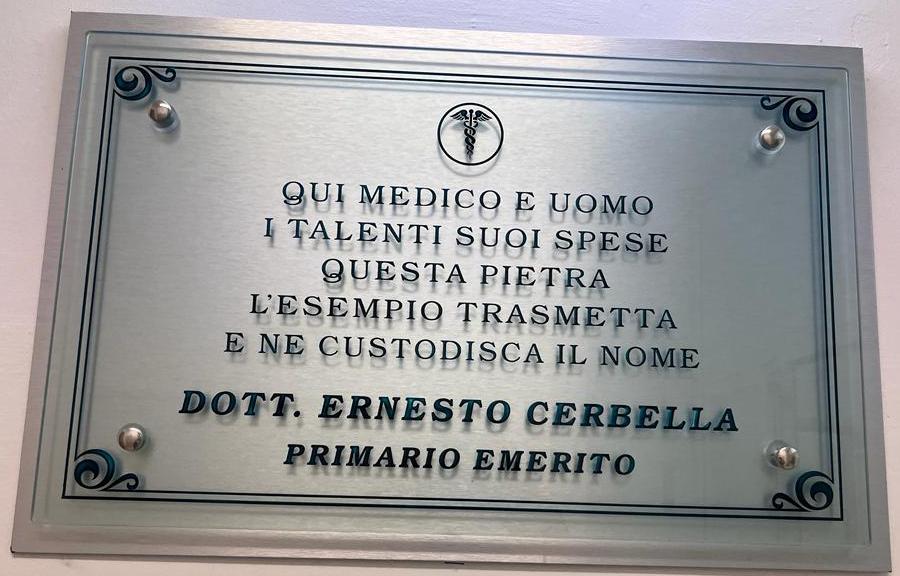 QUI MEDICO E UOMO
I TALENTI SUOI SPESE
QUESTA PIETRA
L'ESEMPIO TRASMETTA
E NE CUSTODISCA IL NOME
DOTT. ERNESTO CERBELLA
PRIMARIO EMERITO